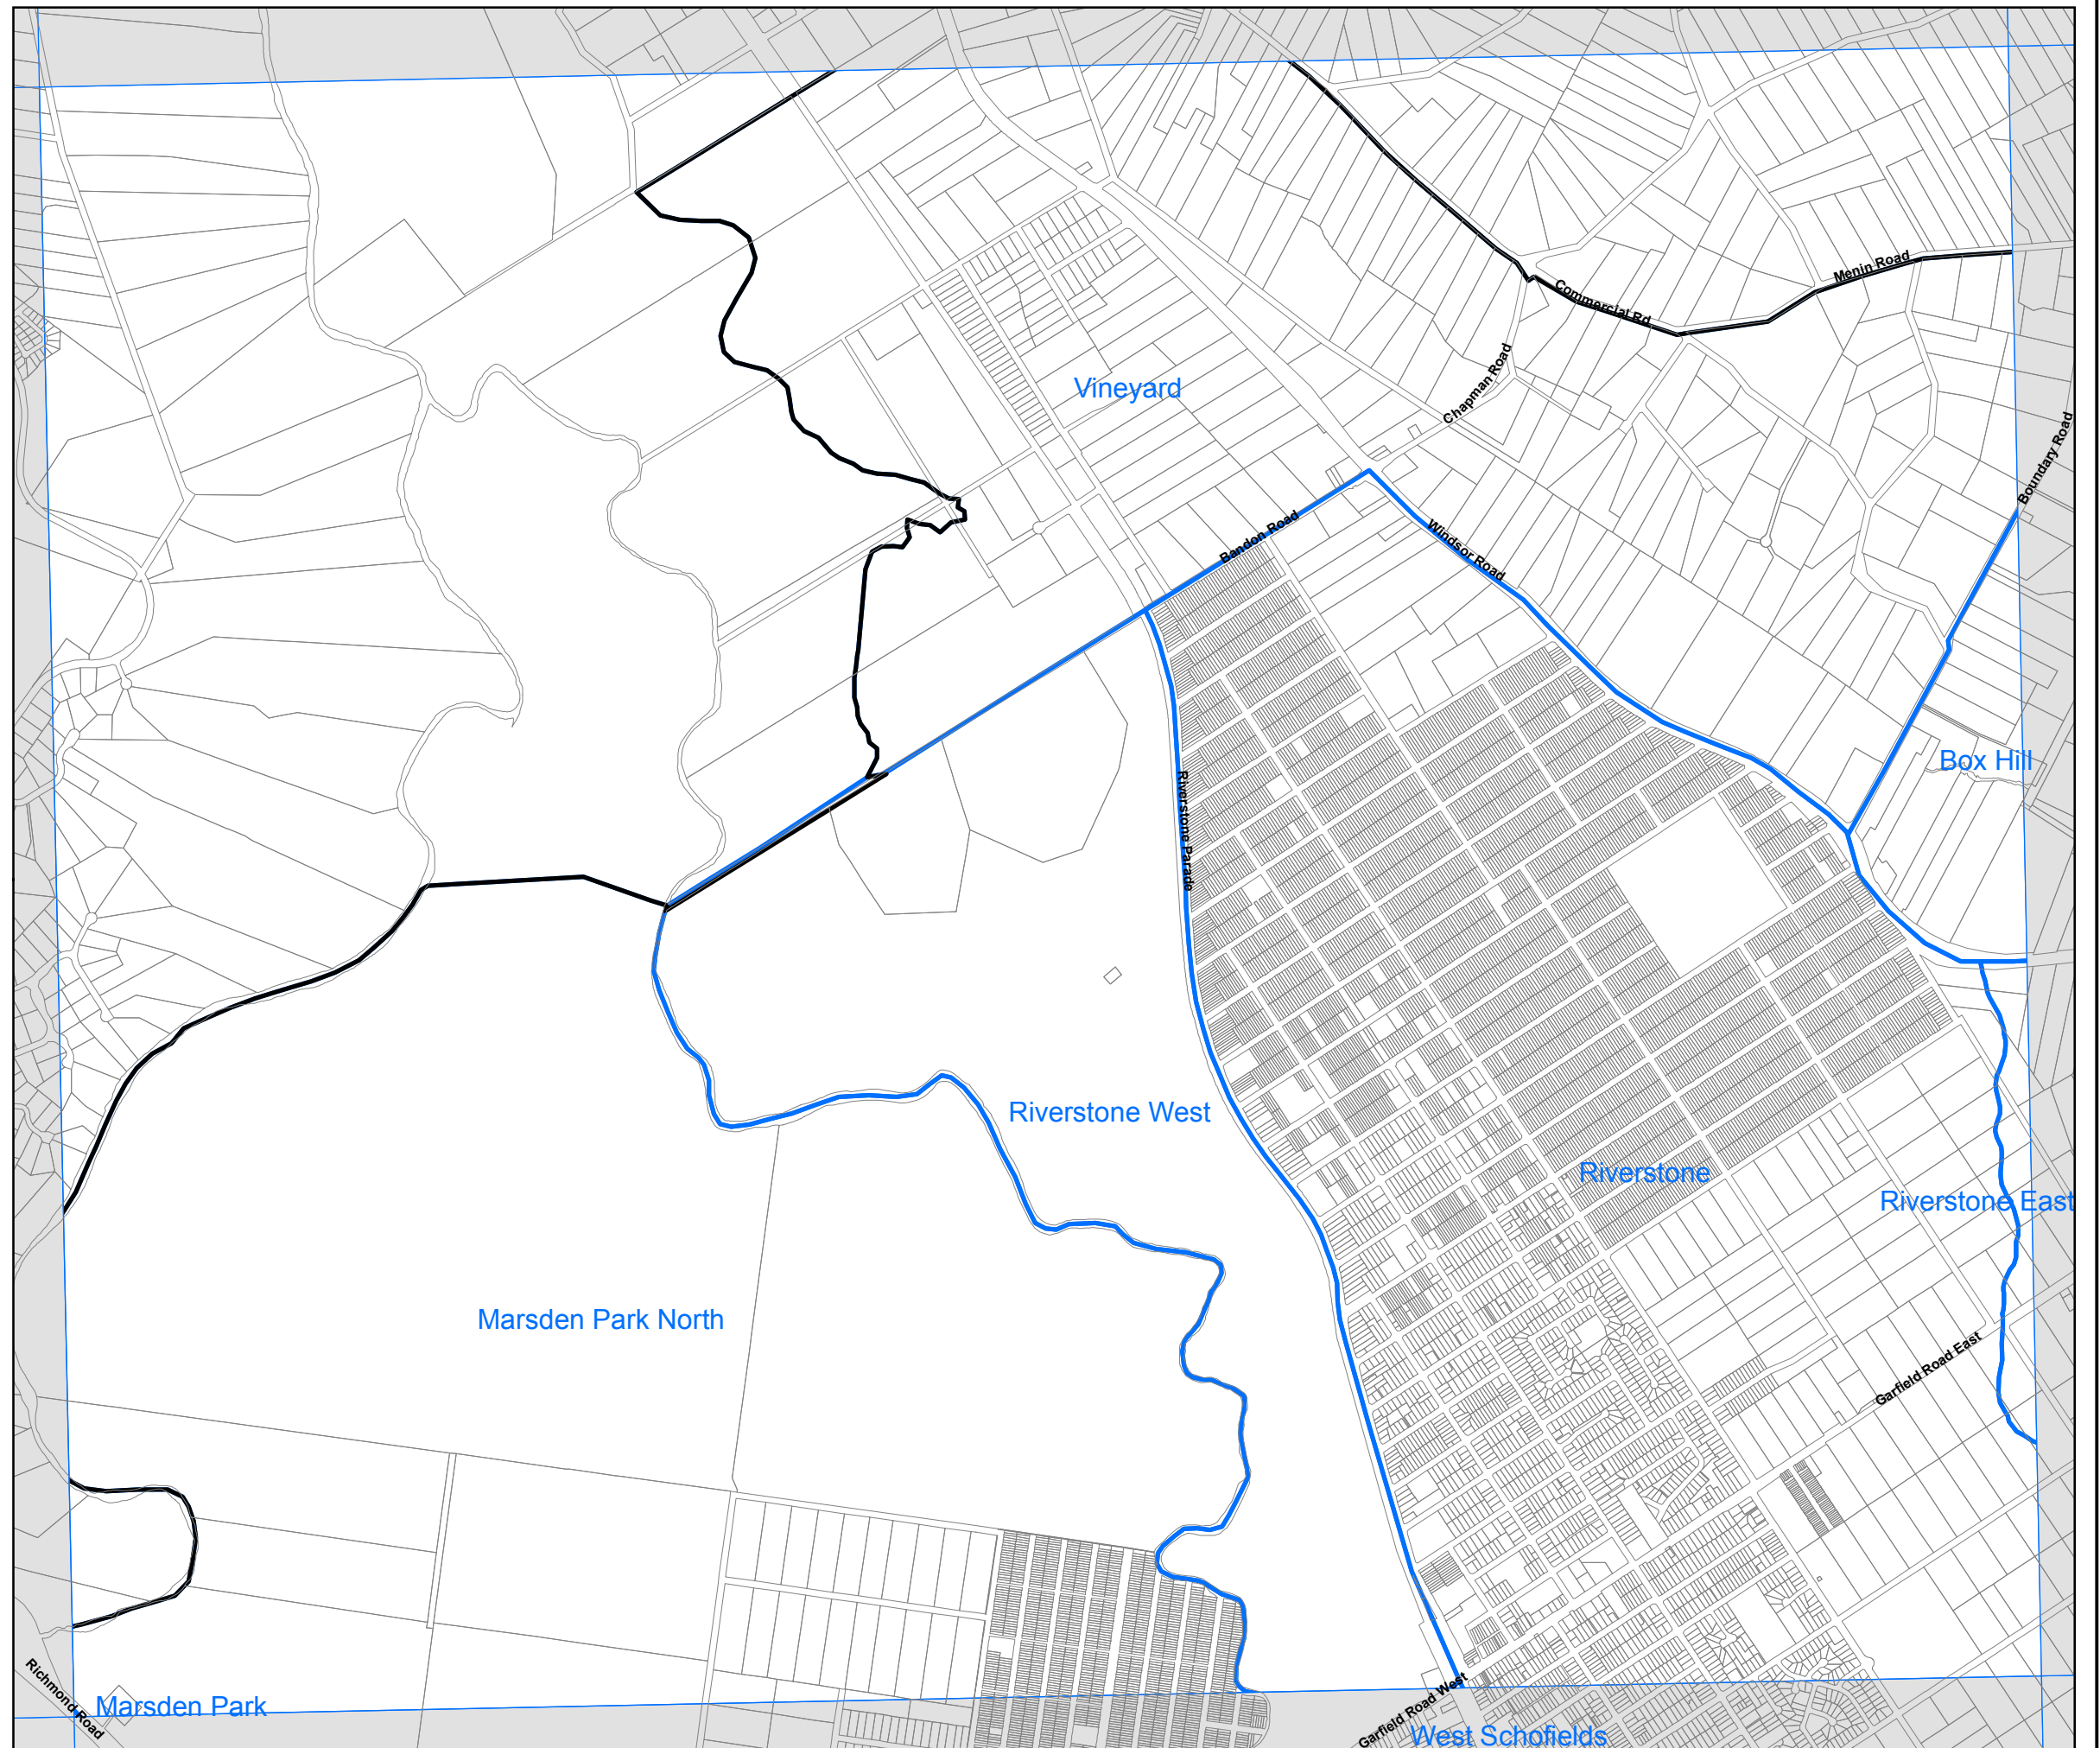 Menin Road
Commercial Rd
Chapman Road
Vineyard
Boundary Road
Bandon Road
Windsor Road
Box Hill
Riverstone Parade
Riverstone West
Riverstone
Riverstone East
Marsden Park North
Garfield Road East
Richmond Road
Marsden Park
Garfield Road West
West Schofields